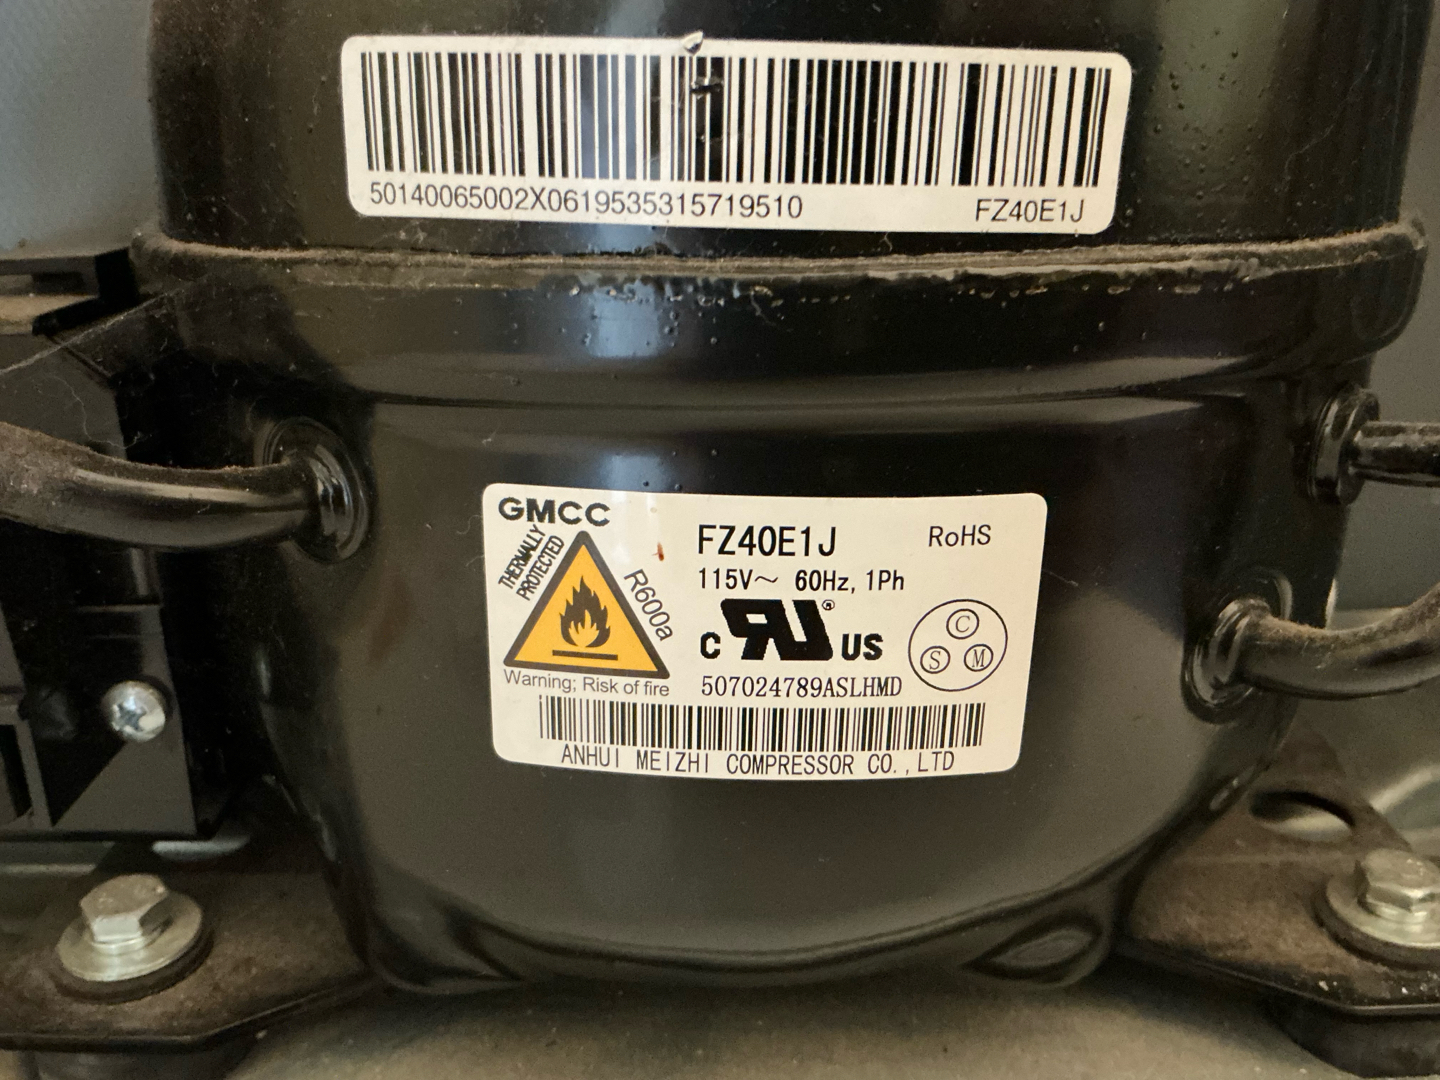 50140065002X0619535315719510 FZ40E1J
GMCC
THERMALLY
PROTECTED
R600a
Warning; Risk of fire
FZ40E1J RoHS
115V~ 60Hz, 1Ph
C RU® US
C
S M
507024789ASLHMD
ANHUI MEIZHI COMPRESSOR CO.,LTD